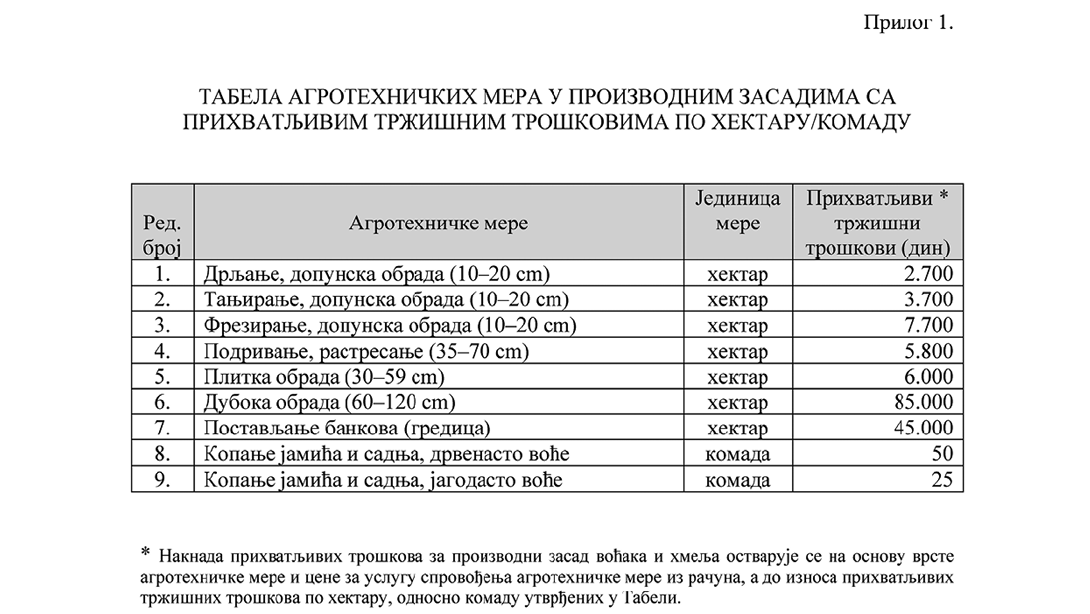 Прилог 1.
ТАБЕЛА АГРОТЕХНИЧКИХ МЕРА У ПРОИЗВОДНИМ ЗАСАДИМА СА
ПРИХВАТЉИВИМ ТРЖИШНИМ ТРОШКОВИМА ПО ХЕКТАРУ/КОМАДУ
Ред. број Агротехничке мере Јединица мере Прихватљиви * тржишни трошкови (дин)
1. Дрљање, допунска обрада (10–20 cm) хектар 2.700
2. Тањирање, допунска обрада (10–20 cm) хектар 3.700
3. Фрезирање, допунска обрада (10–20 cm) хектар 7.700
4. Подривање, растресање (35–70 cm) хектар 5.800
5. Плитка обрада (30–59 cm) хектар 6.000
6. Дубока обрада (60–120 cm) хектар 85.000
7. Постављање банкова (гредица) хектар 45.000
8. Копање јамића и садња, дрвенасто воће комада 50
9. Копање јамића и садња, јагодасто воће комада 25
* Накнада прихватљивих трошкова за производни засад воћака и хмеља остварује се на основу врсте
агротехничке мере и цене за услугу спровођења агротехничке мере из рачуна, а до износа прихватљивих
тржишних трошкова по хектару, односно комаду утврђених у Табели.